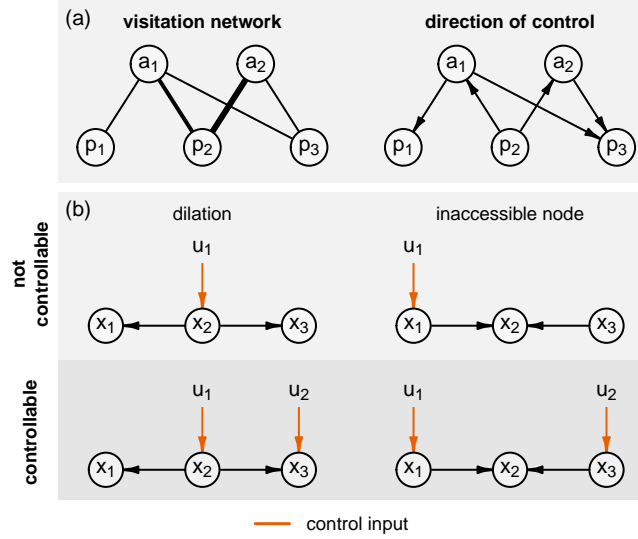 (a) visitation network direction of control
a1 a2 a1 a2
p1 p2 p3 p1 p2 p3
(b)
dilation inaccessible node
not controllable
u1 u1
x1 x2 x3 x1 x2 x3
controllable
u1 u2 u1 u2
x1 x2 x3 x1 x2 x3
control input